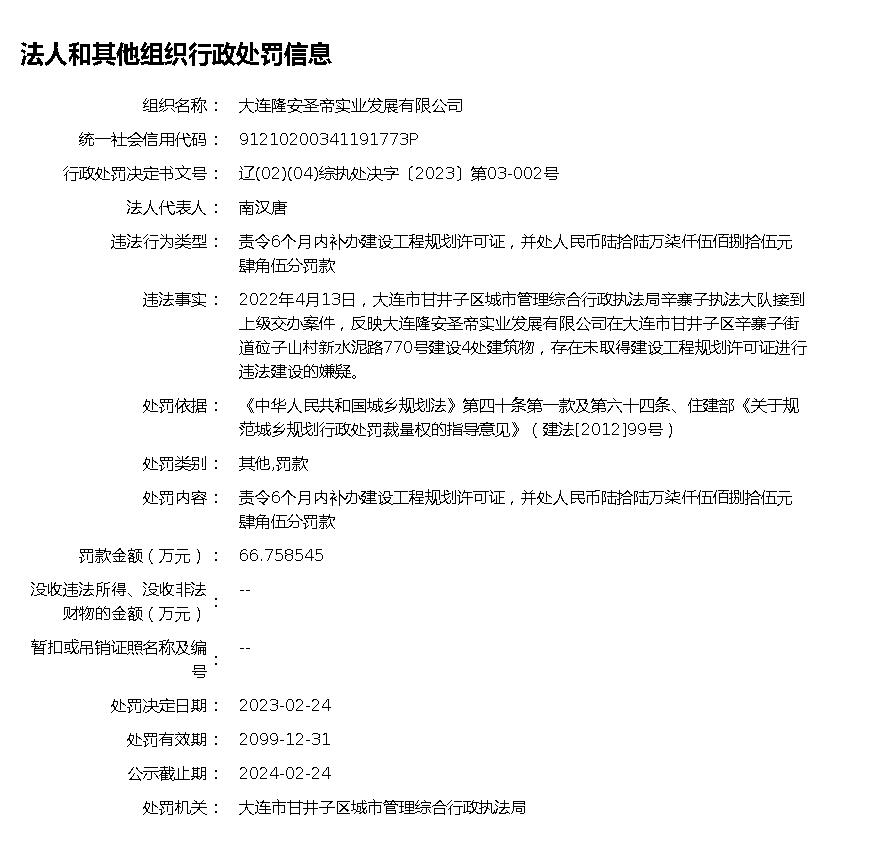 法人和其他组织行政处罚信息
组织名称： 大连隆安圣帝实业发展有限公司
统一社会信用代码： 91210200341191773P
行政处罚决定书文号： 辽(02)(04)综执处决字〔2023〕第03-002号
法人代表人： 南汉唐
违法行为类型： 责令6个月内补办建设工程规划许可证，并处人民币陆拾陆万柒仟伍佰捌拾伍元
肆角伍分罚款
违法事实： 2022年4月13日，大连市甘井子区城市管理综合行政执法局辛寨子执法大队接到
上级交办案件，反映大连隆安圣帝实业发展有限公司在大连市甘井子区辛寨子街
道砬子山村新水泥路770号建设4处建筑物，存在未取得建设工程规划许可证进行
违法建设的嫌疑。
处罚依据： 《中华人民共和国城乡规划法》第四十条第一款及第六十四条、住建部《关于规
范城乡规划行政处罚裁量权的指导意见》（建法[2012]99号）
处罚类别： 其他,罚款
处罚内容： 责令6个月内补办建设工程规划许可证，并处人民币陆拾陆万柒仟伍佰捌拾伍元
肆角伍分罚款
罚款金额（万元）： 66.758545
没收违法所得、没收非法
财物的金额（万元）： --
暂扣或吊销证照名称及编
号： --
处罚决定日期： 2023-02-24
处罚有效期： 2099-12-31
公示截止期： 2024-02-24
处罚机关： 大连市甘井子区城市管理综合行政执法局